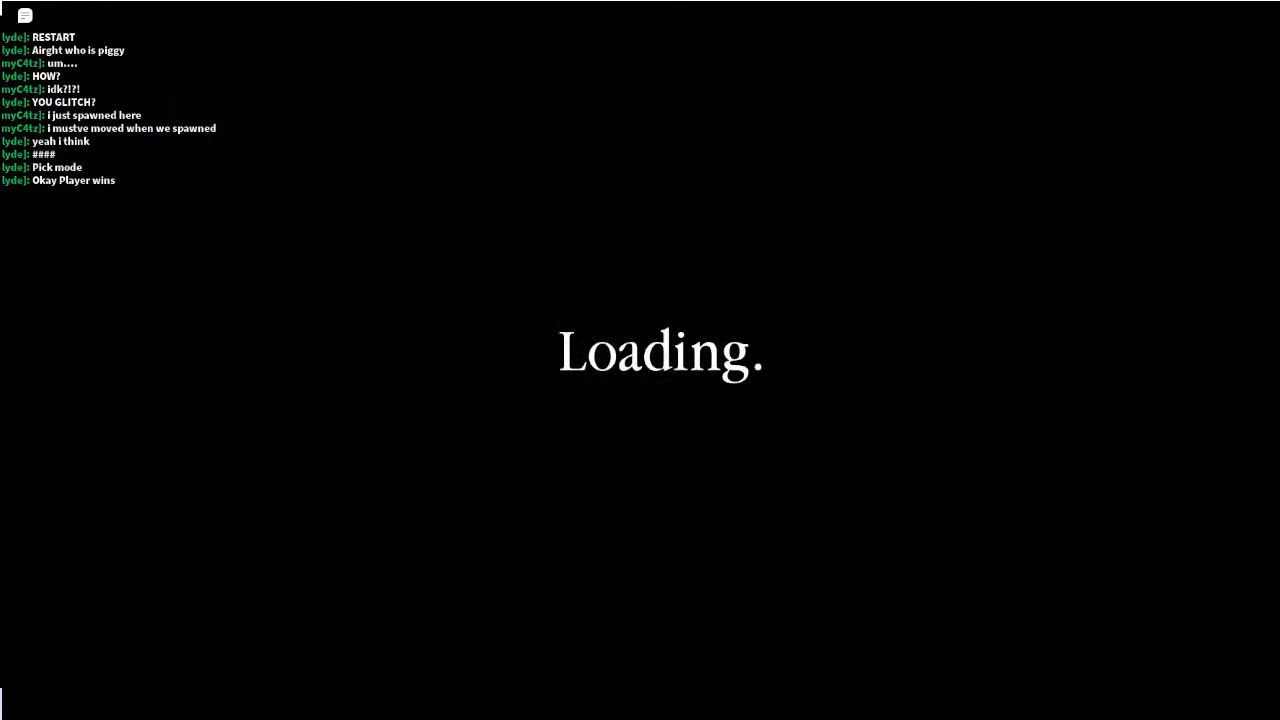 lyde]: RESTART
lyde]: Airght who is piggy
myC4tz]: um....
lyde]: HOW?
myC4tz]: idk?!?!
lyde]: YOU GLITCH?
myC4tz]: i just spawned here
myC4tz]: i mustve moved when we spawned
lyde]: yeah i think
lyde]: ####
lyde]: Pick mode
lyde]: Okay Player wins
Loading.